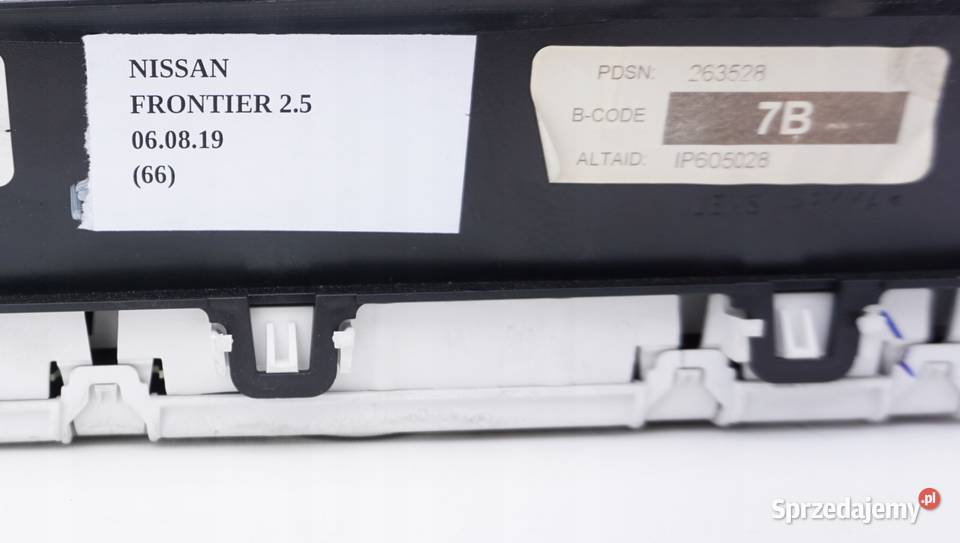 NISSAN
FRONTIER 2.5
06.08.19
(66)
PDSN: 263528
B-CODE 7B
ALTAID: IP605028
Sprzedajemy.pl